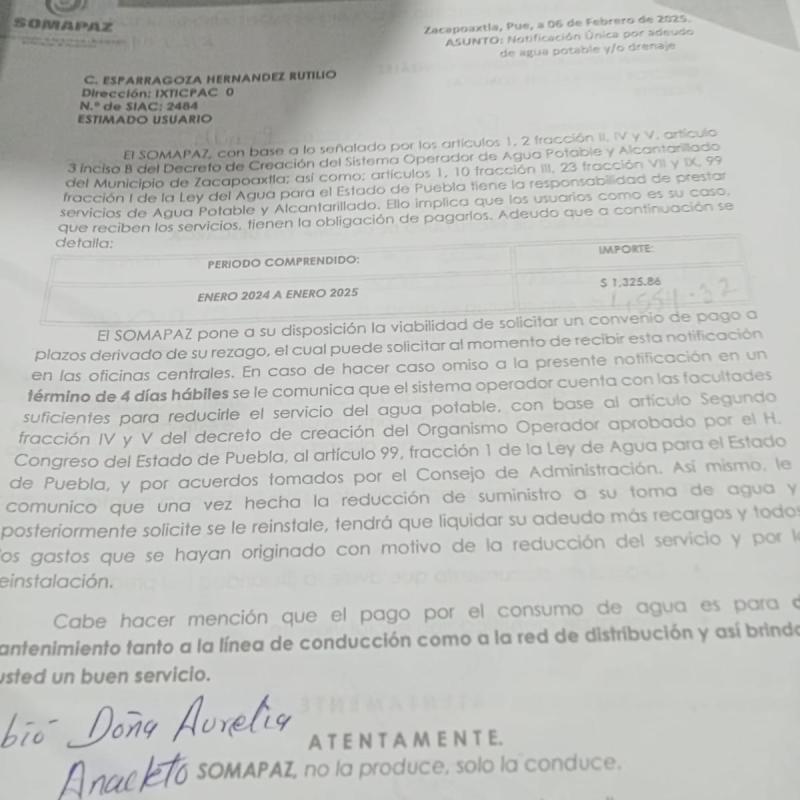 SOMAPAZ
Zacapoaxtla, Pue, a 06 de Febrero de 2025.
ASUNTO: Notificación Única por adeudo
de agua potable y/o drenaje
C. ESPARRAGOZA HERNANDEZ RUTILIO
Dirección: IXTICPAC 0
N.º de SIAC: 2484
ESTIMADO USUARIO
El SOMAPAZ, con base a lo señalado por los artículos 1, 2 fracción II, IV y V, artículo
3 inciso B del Decreto de Creación del Sistema Operador de Agua Potable y Alcantarillado
del Municipio de Zacapoaxtla; así como; artículos 1, 10 fracción III, 23 fracción VII y IX, 99
fracción I de la Ley del Agua para el Estado de Puebla tiene la responsabilidad de prestar
servicios de Agua Potable y Alcantarillado. Ello implica que los usuarios como es su caso,
que reciben los servicios, tienen la obligación de pagarlos. Adeudo que a continuación se
detalla:
PERIODO COMPRENDIDO: IMPORTE:
ENERO 2024 A ENERO 2025 $ 1,325.86
1,551.32
El SOMAPAZ pone a su disposición la viabilidad de solicitar un convenio de pago a
plazos derivado de su rezago, el cual puede solicitar al momento de recibir esta notificación
en las oficinas centrales. En caso de hacer caso omiso a la presente notificación en un
término de 4 días hábiles se le comunica que el sistema operador cuenta con las facultades
suficientes para reducirle el servicio del agua potable, con base al artículo Segundo
fracción IV y V del decreto de creación del Organismo Operador aprobado por el H.
Congreso del Estado de Puebla, al artículo 99, fracción 1 de la Ley de Agua para el Estado
de Puebla, y por acuerdos tomados por el Consejo de Administración. Así mismo, le
comunico que una vez hecha la reducción de suministro a su toma de agua y
posteriormente solicite se le reinstale, tendrá que liquidar su adeudo más recargos y todos
los gastos que se hayan originado con motivo de la reducción del servicio y por l
einstalación.
Cabe hacer mención que el pago por el consumo de agua es para
antenimiento tanto a la línea de conducción como a la red de distribución y así brinda
usted un buen servicio.
bió Doña Aurelia
Anacleto
ATENTAMENTE.
SOMAPAZ, no la produce, solo la conduce.